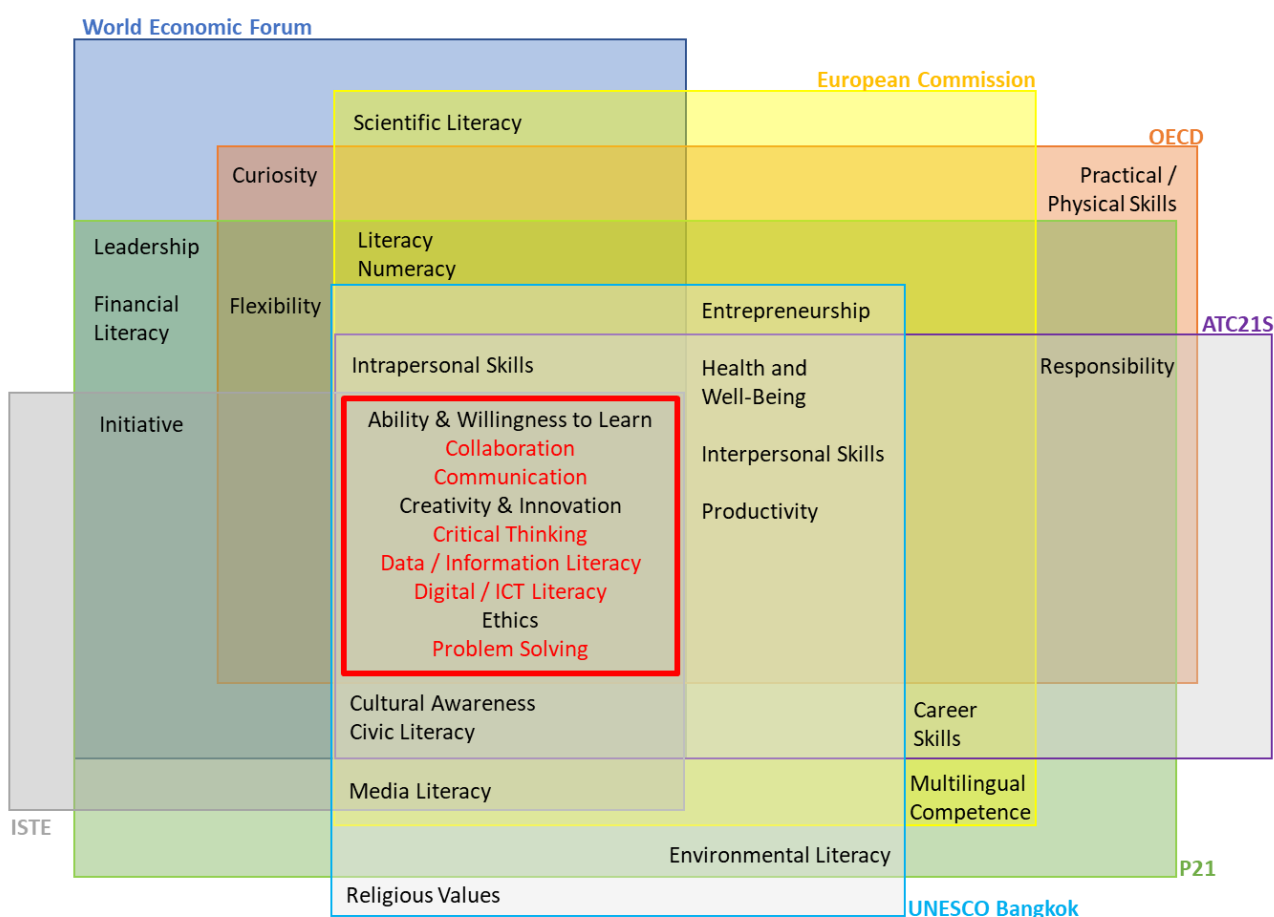 World Economic Forum
European Commission
Scientific Literacy
OECD
Curiosity
Practical /
Physical Skills
Leadership
Literacy
Numeracy
Financial
Literacy
Flexibility
Entrepreneurship
ATC21S
Intrapersonal Skills
Health and
Well-Being
Responsibility
Initiative
Ability & Willingness to Learn
Collaboration
Communication
Creativity & Innovation
Critical Thinking
Data / Information Literacy
Digital / ICT Literacy
Ethics
Problem Solving
Interpersonal Skills
Productivity
Cultural Awareness
Civic Literacy
Career
Skills
Media Literacy
Multilingual
Competence
ISTE
Environmental Literacy
P21
Religious Values
UNESCO Bangkok